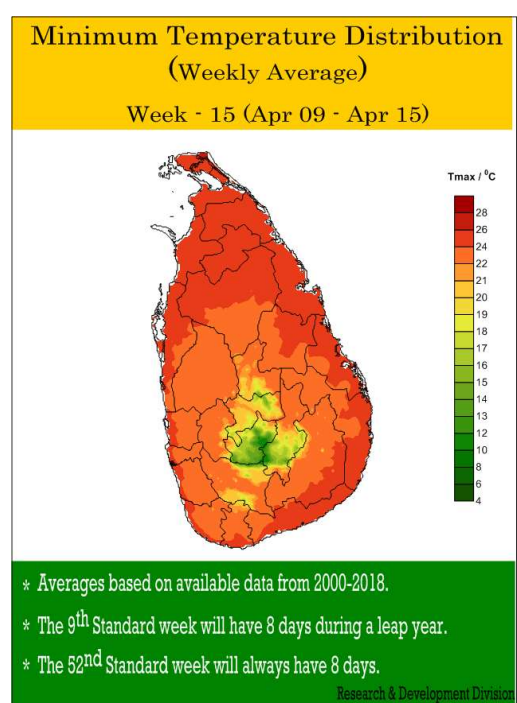 Minimum Temperature Distribution
(Weekly Average)
Week - 15 (Apr 09 - Apr 15)
Tmax / ⁰C
28
26
24
22
21
20
19
18
17
16
15
14
13
12
10
8
6
4
* Averages based on available data from 2000-2018.
* The 9th Standard week will have 8 days during a leap year.
* The 52nd Standard week will always have 8 days.
Research & Development Division